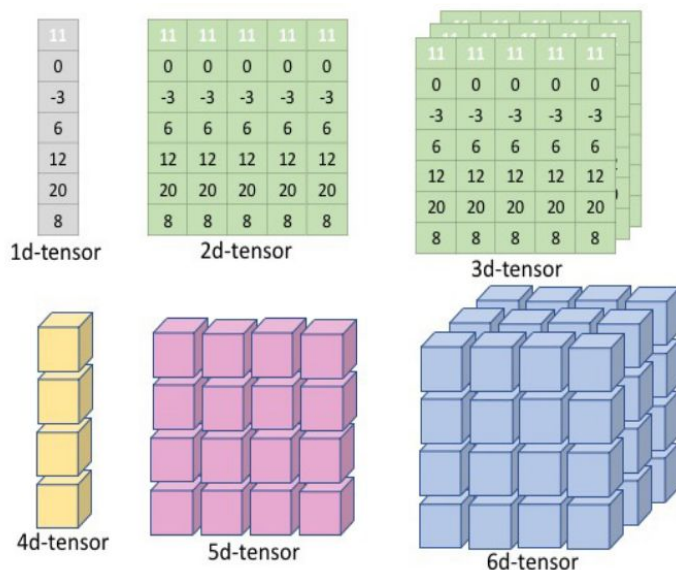 11 11 11 11 11 11 11 11 11 11 11
0 0 0 0 0 0 0 0 0 0 0
-3 -3 -3 -3 -3 -3 -3 -3 -3 -3 -3
6 6 6 6 6 6 6 6 6 6 6
12 12 12 12 12 12 12 12 12 12 12
20 20 20 20 20 20 20 20 20 20 20
8 8 8 8 8 8 8 8 8 8 8
1d-tensor 2d-tensor 3d-tensor
4d-tensor 5d-tensor 6d-tensor